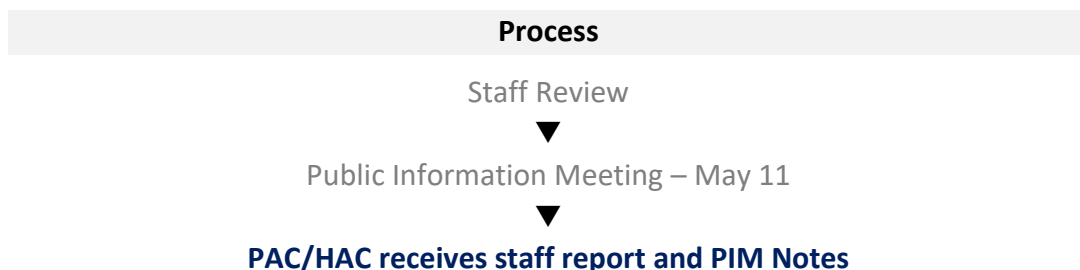 Process
Staff Review
Public Information Meeting – May 11
PAC/HAC receives staff report and PIM Notes